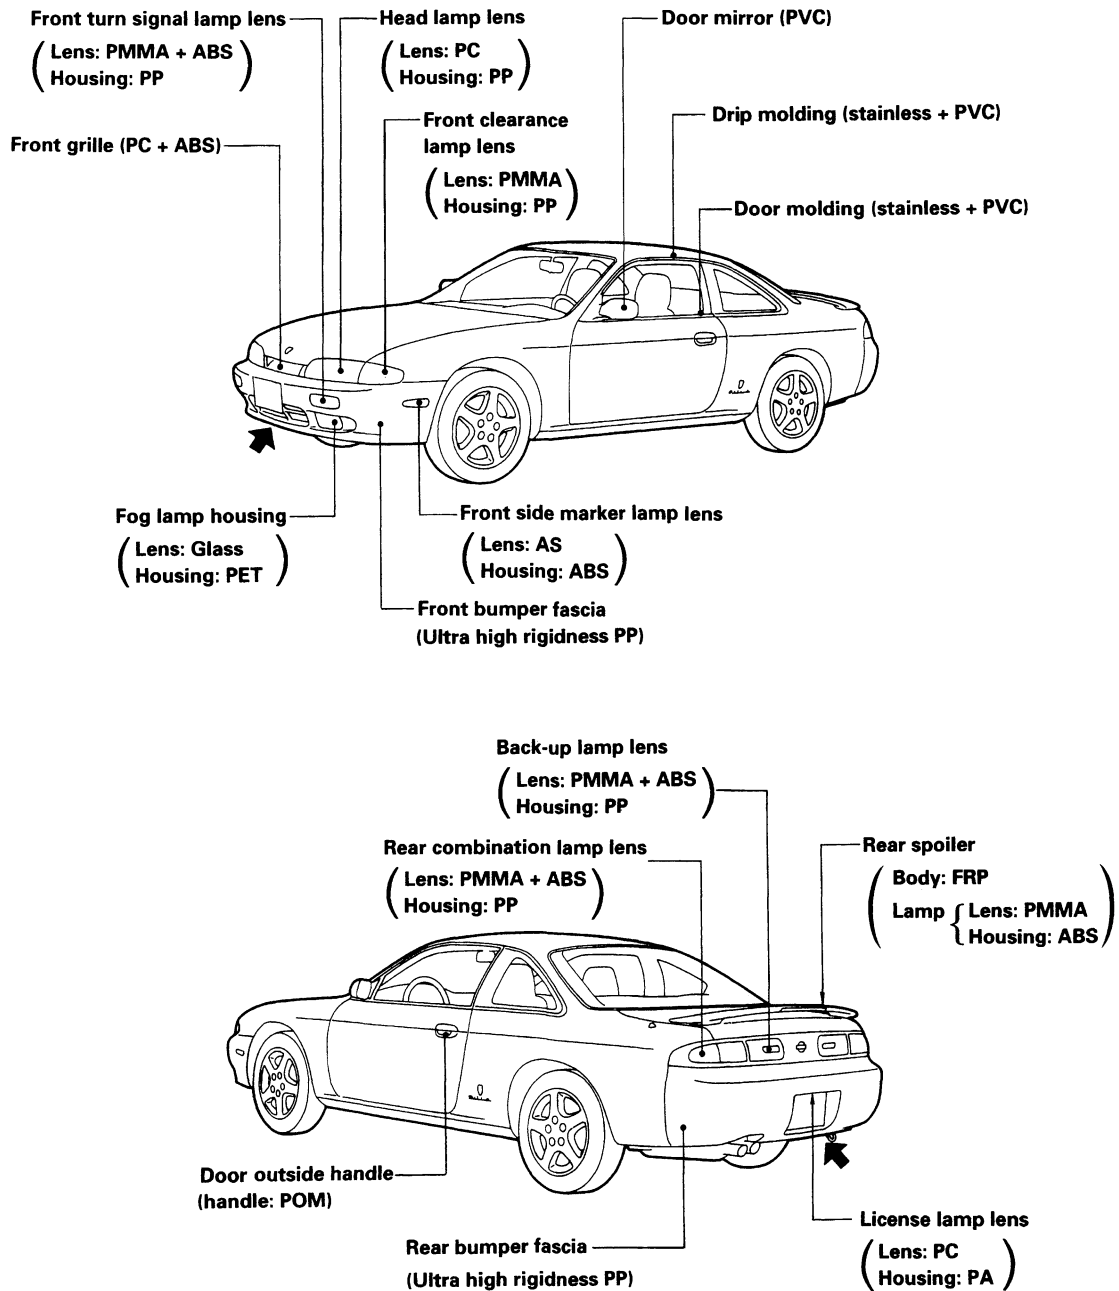 Front turn signal lamp lens
(Lens: PMMA + ABS
Housing: PP)
Head lamp lens
(Lens: PC
Housing: PP)
Door mirror (PVC)
Front clearance
lamp lens
(Lens: PMMA
Housing: PP)
Drip molding (stainless + PVC)
Front grille (PC + ABS)
Door molding (stainless + PVC)
Fog lamp housing
(Lens: Glass
Housing: PET)
Front side marker lamp lens
(Lens: AS
Housing: ABS)
Front bumper fascia
(Ultra high rigidness PP)
Back-up lamp lens
(Lens: PMMA + ABS
Housing: PP)
Rear combination lamp lens
(Lens: PMMA + ABS
Housing: PP)
Rear spoiler
(Body: FRP
Lamp { Lens: PMMA
Housing: ABS)
Door outside handle
(handle: POM)
Rear bumper fascia
(Ultra high rigidness PP)
License lamp lens
(Lens: PC
Housing: PA)